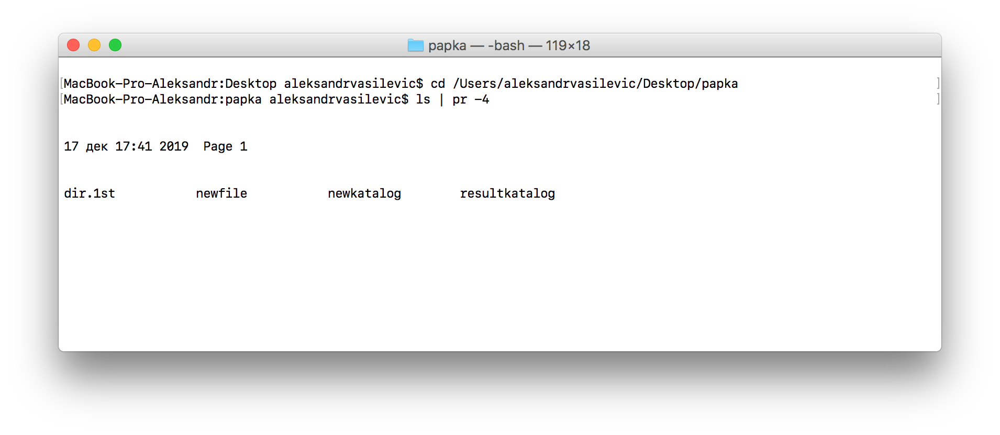 papka — -bash — 119×18
MacBook-Pro-Aleksandr:Desktop aleksandrvasilevic$ cd /Users/aleksandrvasilevic/Desktop/papka
MacBook-Pro-Aleksandr:papka aleksandrvasilevic$ ls | pr -4
17 дек 17:41 2019  Page 1
dir.1st           newfile           newkatalog        resultkatalog